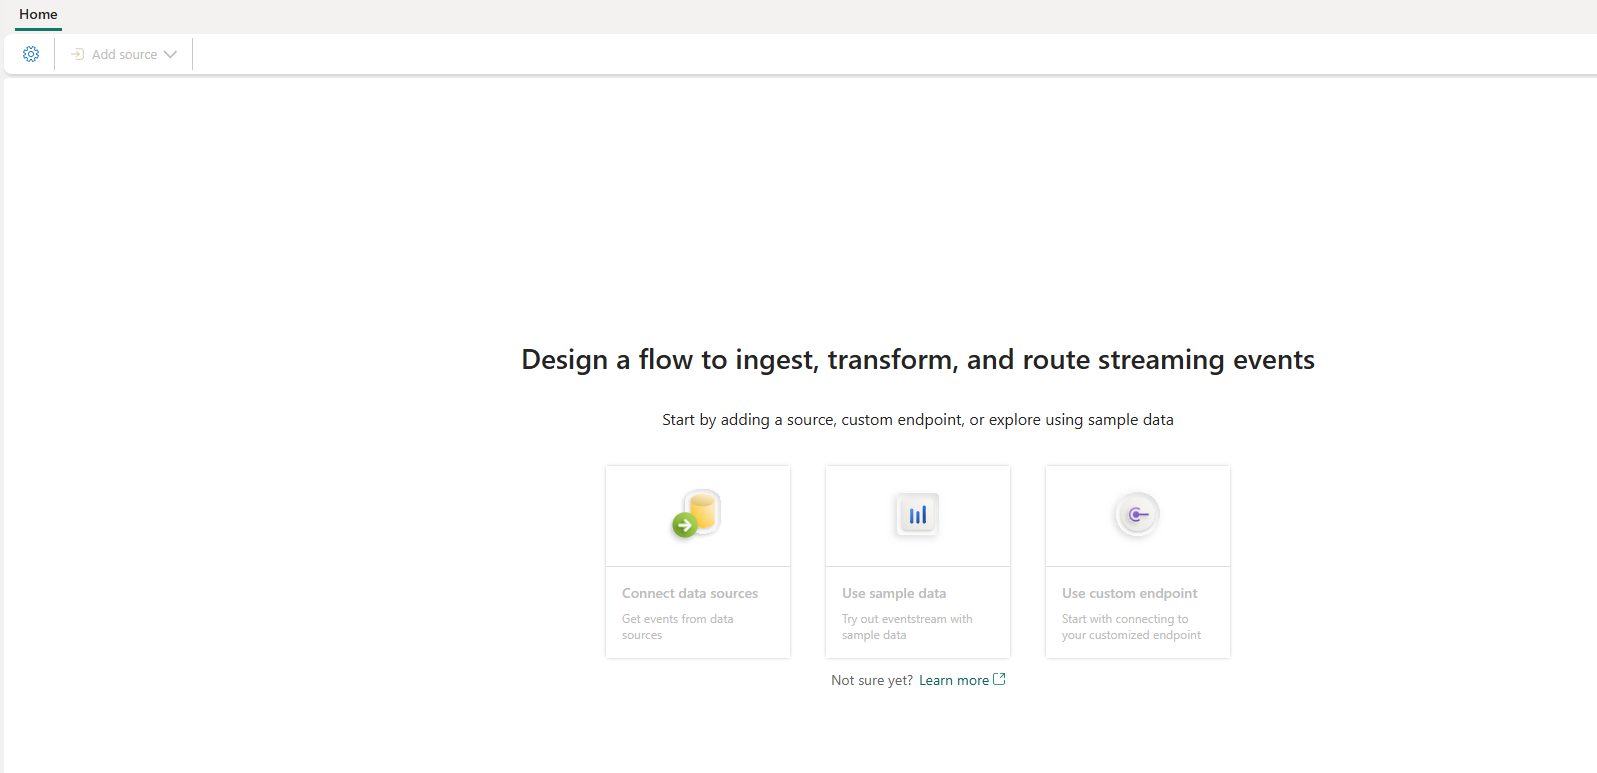 Home
Add source
Design a flow to ingest, transform, and route streaming events
Start by adding a source, custom endpoint, or explore using sample data
Connect data sources
Get events from data
sources
Use sample data
Try out eventstream with
sample data
Use custom endpoint
Start with connecting to
your customized endpoint
Not sure yet? Learn more